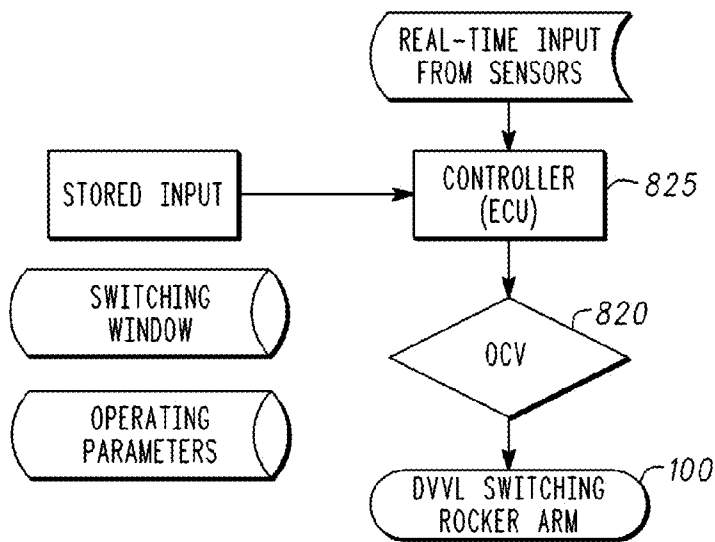 REAL-TIME INPUT
FROM SENSORS
STORED INPUT
CONTROLLER
(ECU)
825
SWITCHING
WINDOW
820
OCV
OPERATING
PARAMETERS
100
DVVL SWITCHING
ROCKER ARM